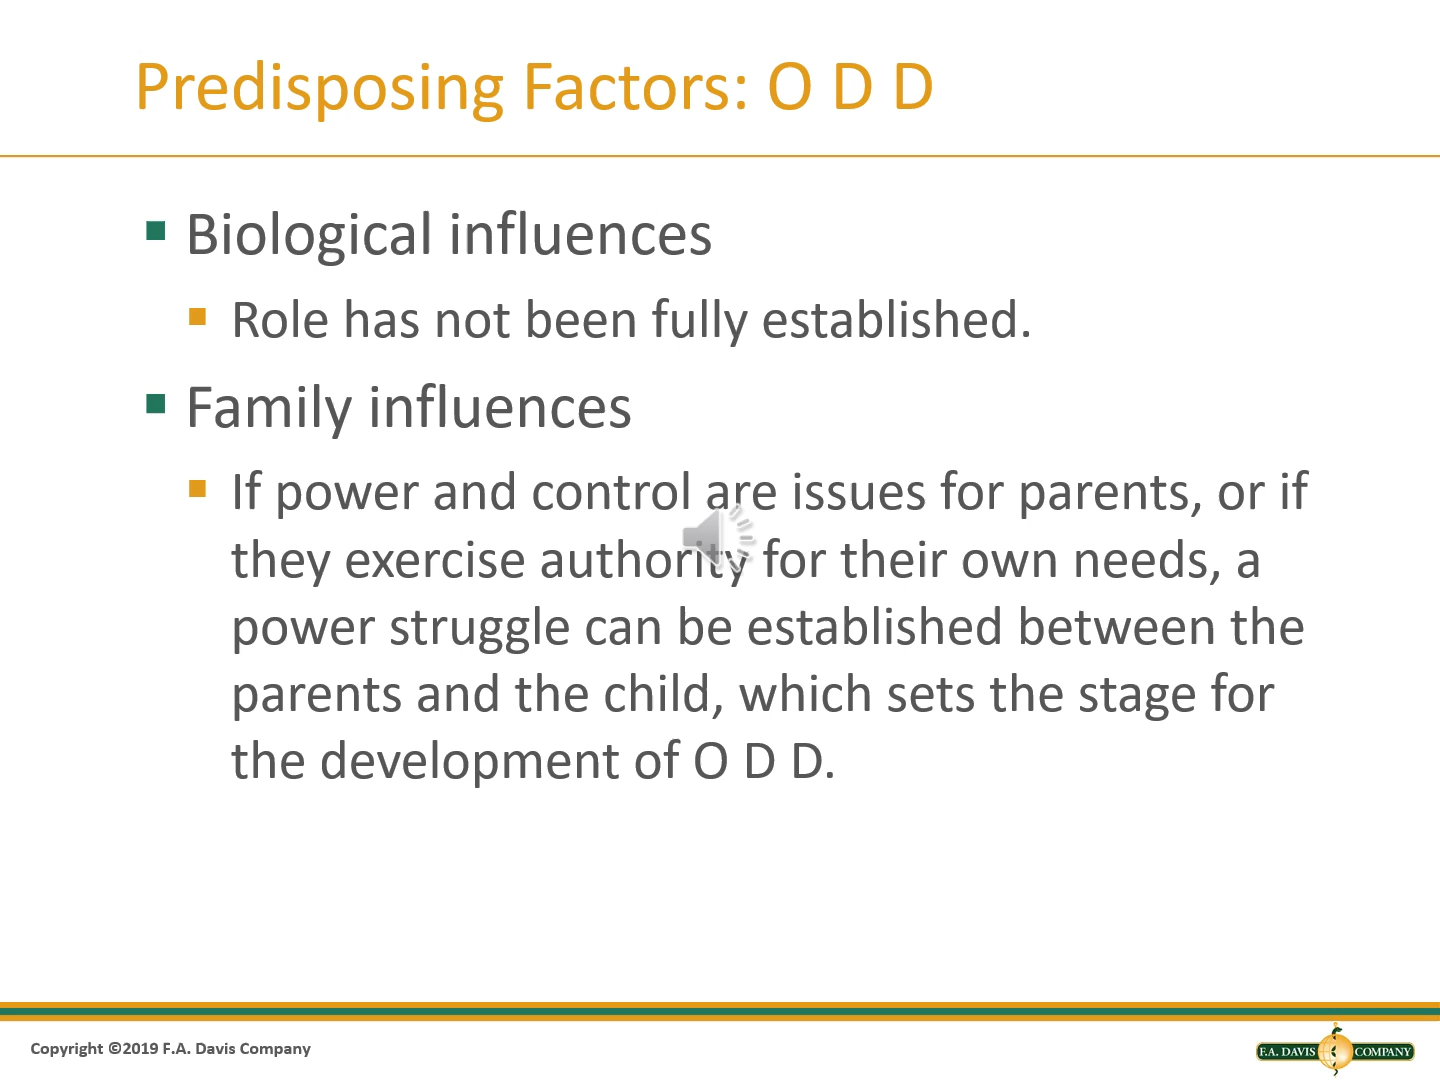 Predisposing Factors: O D D
Biological influences
Role has not been fully established.
Family influences
If power and control are issues for parents, or if
they exercise authority for their own needs, a
power struggle can be established between the
parents and the child, which sets the stage for
the development of O D D.
Copyright ©2019 F.A. Davis Company
F.A. DAVIS COMPANY